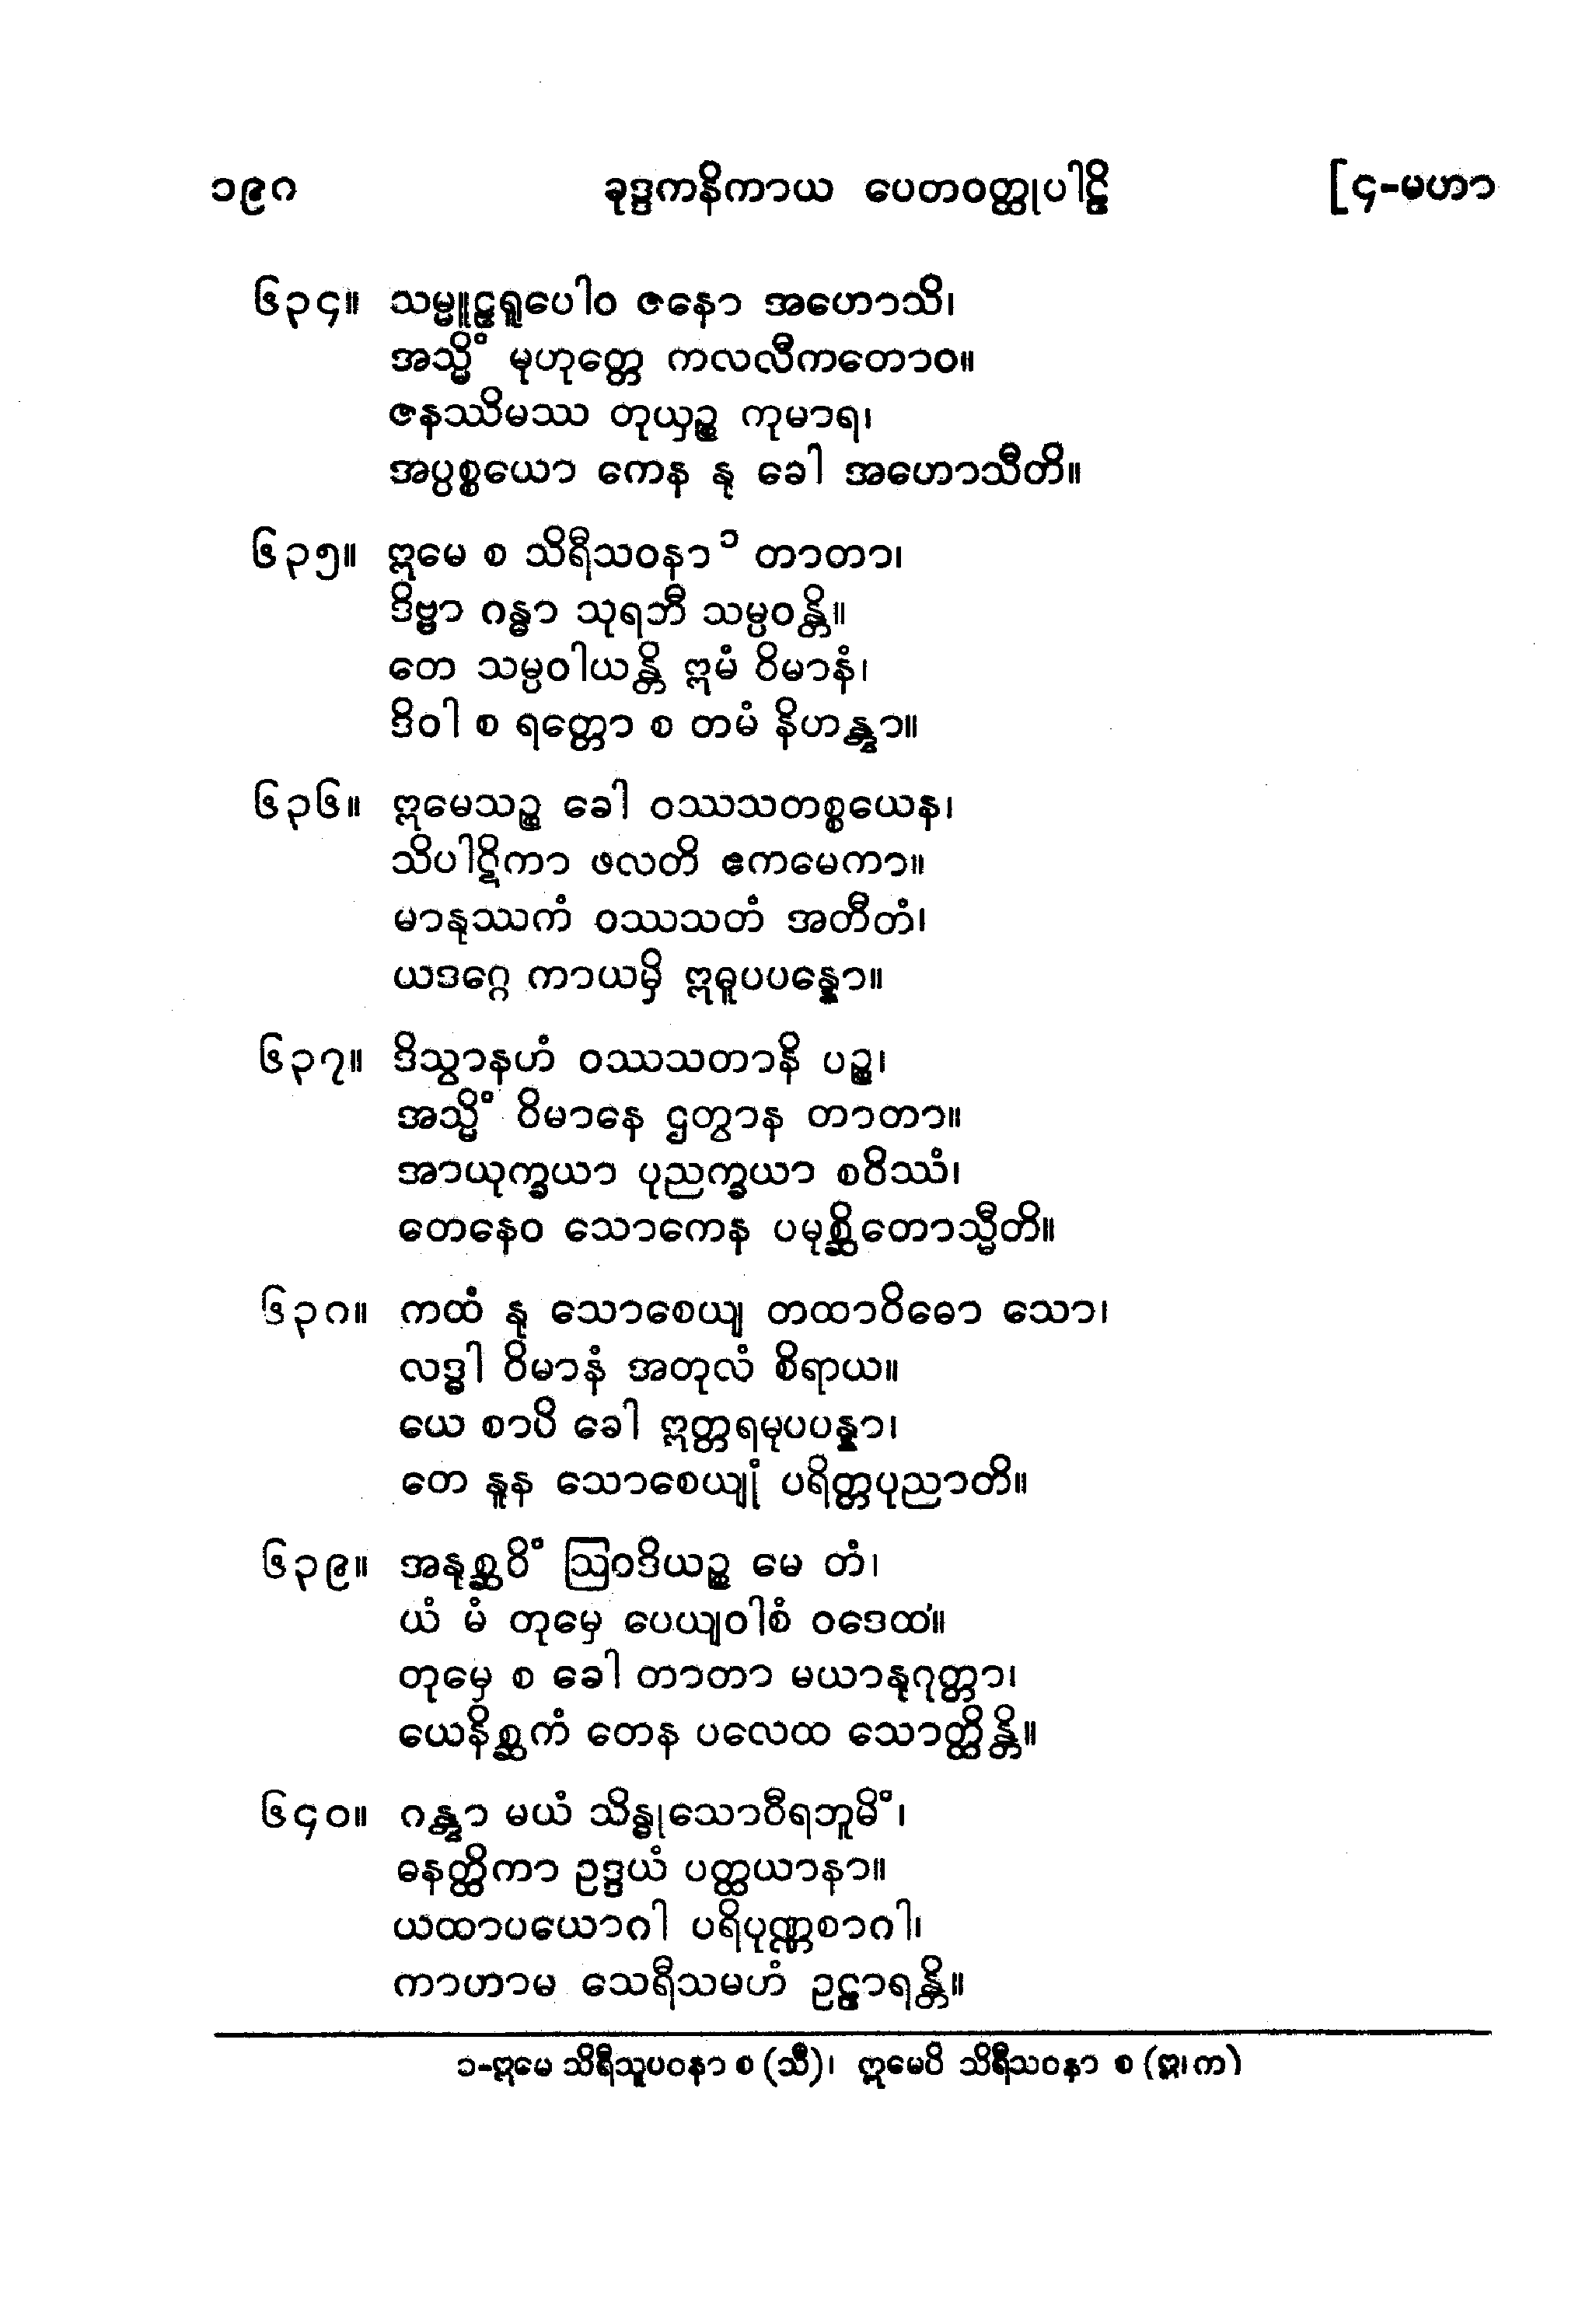 ၁၉၈ ခုဒ္ဒကနိကာယ ပေတဝတ္ထုပါဠိ [၄-မဟာ
၆၃၄။ သမ္မူဠှရူပေါဝ ဇနော အဟောသိ၊
အသ္မိံ မုဟုတ္တေ ကလလီကတောဝ။
ဇနဿိမဿ တုယှဉ္စ ကုမာရ၊
အပ္ပစ္စယော ကေန နု ခေါ အဟောသီတိ။
၆၃၅။ ဣမေ စ သိရီသဝနာ ၁ တာတာ၊
ဒိဗ္ဗာ ဂန္ဓာ သုရဘီ သမ္ပဝန္တိ။
တေ သမ္ပဝါယန္တိ ဣမံ ဝိမာနံ၊
ဒိဝါ စ ရတ္တော စ တမံ နိဟန္တွာ။
၆၃၆။ ဣမေသဉ္စ ခေါ ဝဿသတစ္စယေန၊
သိပါဋိကာ ဖလတိ ဧကမေကာ။
မာနုဿကံ ဝဿသတံ အတီတံ၊
ယဒဂ္ဂေ ကာယမှိ ဣဓူပပန္နော။
၆၃၇။ ဒိသွာနဟံ ဝဿသတာနိ ပဉ္စ၊
အသ္မိံ ဝိမာနေ ဌတွာန တာတာ။
အာယုက္ခယာ ပုညက္ခယာ စဝိဿံ၊
တေနေဝ သောကေန ပမုစ္ဆိတောသ္မီတိ။
၆၃၈။ ကထံ နု သောစေယျ တထာဝိဓော သော၊
လဒ္ဓါ ဝိမာနံ အတုလံ စိရာယ။
ယေ စာပိ ခေါ ဣတ္တရမုပပန္နာ၊
တေ နူန သောစေယျုံ ပရိတ္တပုညာတိ။
၆၃၉။ အနုစ္ဆဝိံ ဩဝဒိယဉ္စ မေ တံ၊
ယံ မံ တုမှေ ပေယျဝါစံ ဝဒေထ။
တုမှေ စ ခေါ တာတာ မယာနုဂုတ္တာ၊
ယေနိစ္ဆကံ တေန ပလေထ သောတ္ထိန္တိ။
၆၄၀။ ဂန္တွာ မယံ သိန္ဓုသောဝီရဘူမိံ၊
ဓနတ္ထိကာ ဥဒ္ဒယံ ပတ္ထယာနာ။
ယထာပယောဂါ ပရိပုဏ္ဏစာဂါ၊
ကာဟာမ သေရီသမဟံ ဥဠာရန္တိ။
၁-ဣမေ သိရီသူပဝနာ စ (သီ)၊ ဣမေပိ သိရီသဝနာ စ (ဣ၊ က)